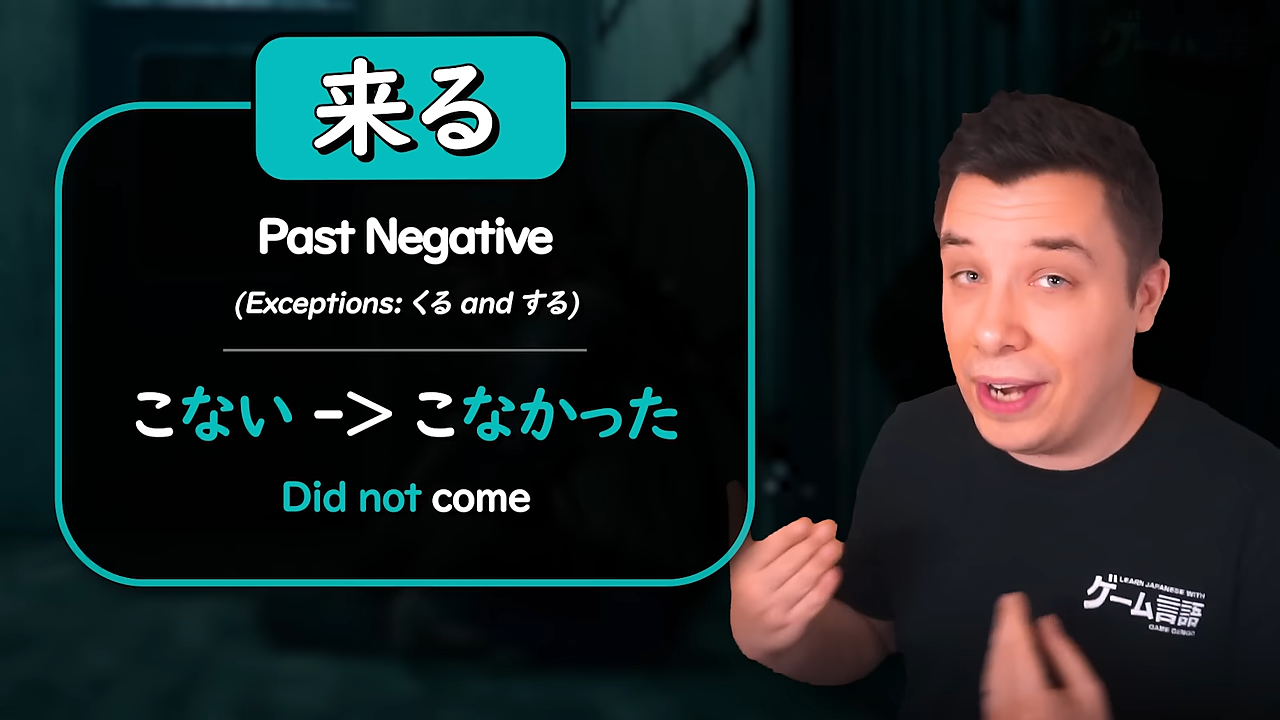 来る
Past Negative
(Exceptions: くる and する)
こない -> こなかった
Did not come
LEARN JAPANESE WITH
ゲーム言語
GAME GENGO